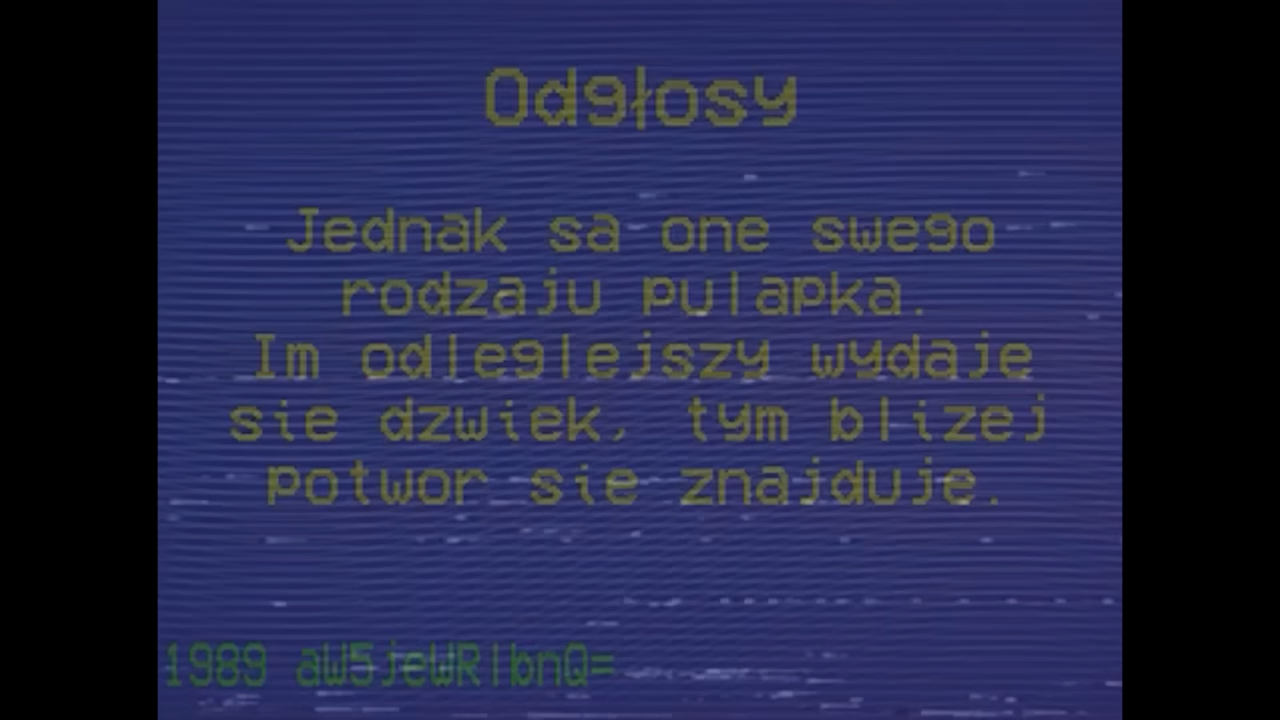 Odgłosy
Jednak sa one swego
rodzaju pulapka.
Im odleglejszy wydaje
sie dzwiek, tym blizej
potwor sie znajduje.
1989 aW5jeWRlbnQ=